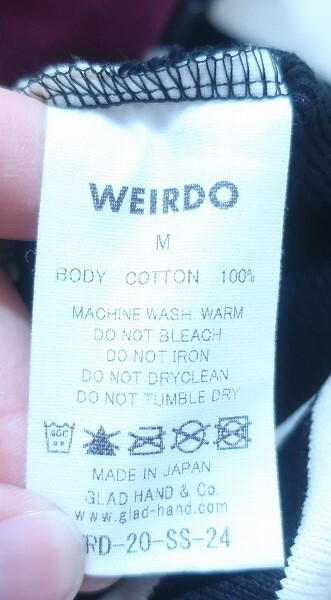 WEIRDO
M
BODY COTTON 100%
MACHINE WASH WARM
DO NOT BLEACH
DO NOT IRON
DO NOT DRYCLEAN
DO NOT TUMBLE DRY
MADE IN JAPAN
GLAD HAND & Co.
www.glad-hand.com
RD-20-SS-24